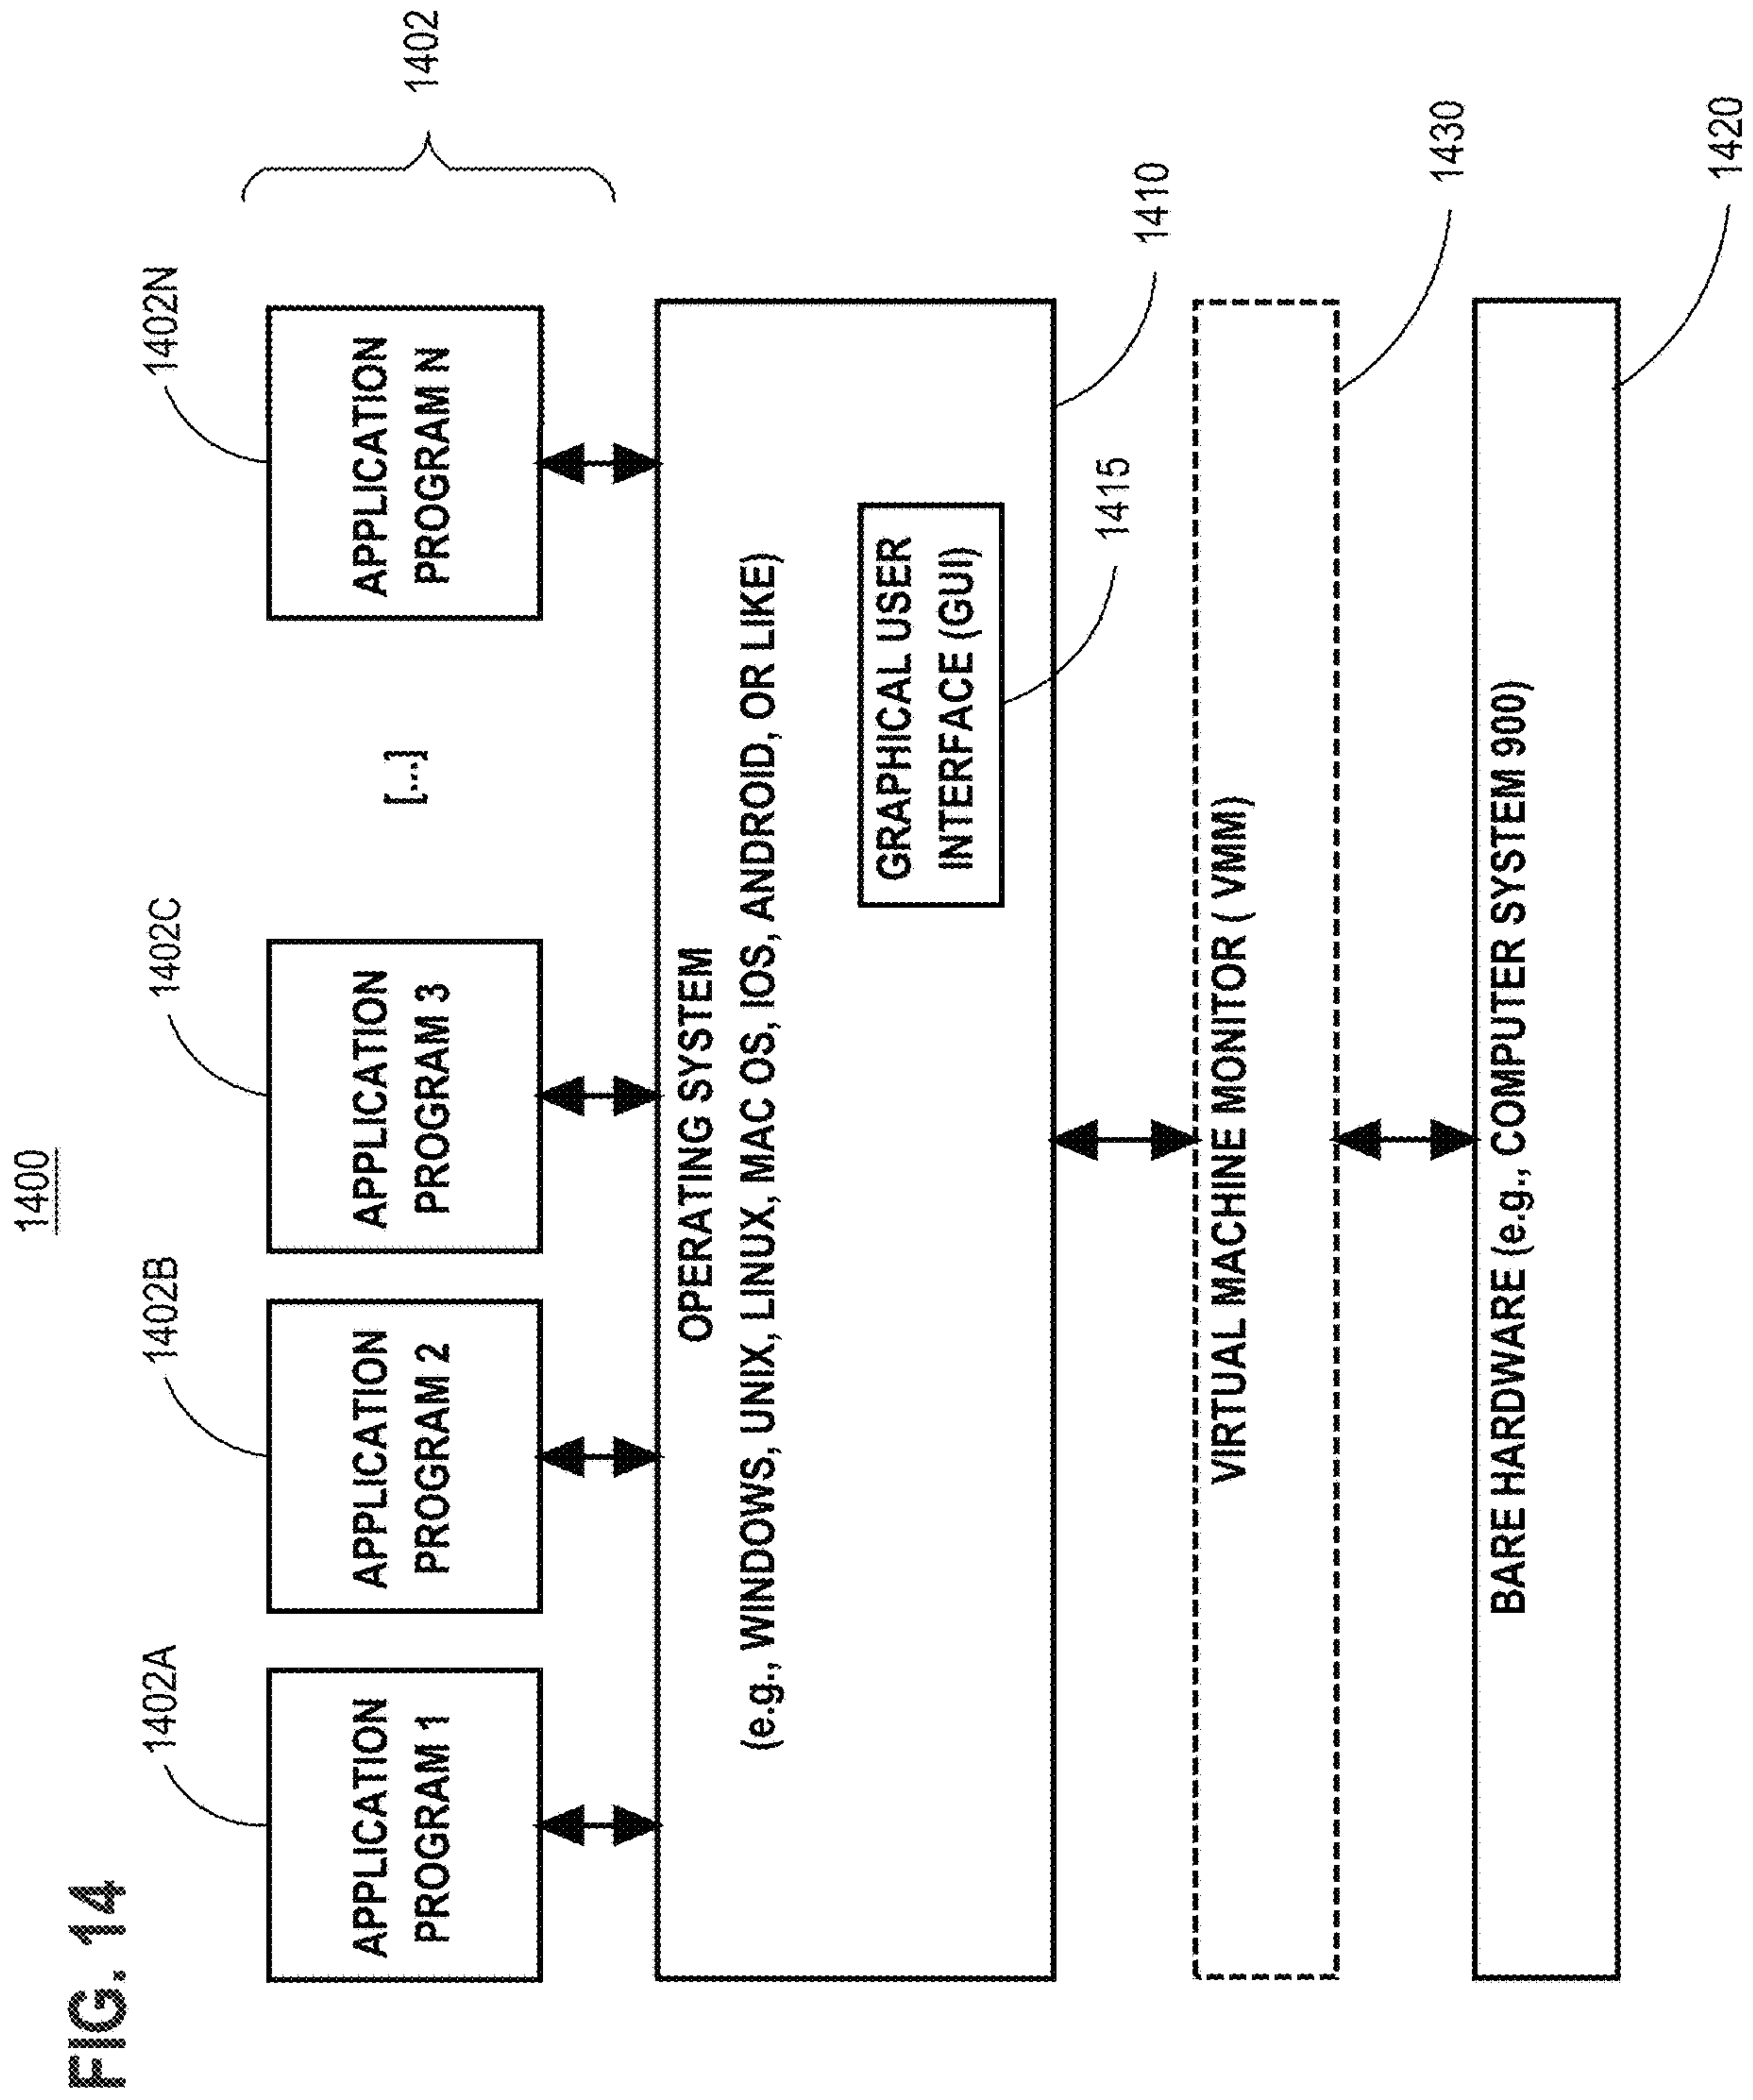 FIG. 14
1400
1402A
1402B
1402C
1402N
1402
APPLICATION
PROGRAM 1
APPLICATION
PROGRAM 2
APPLICATION
PROGRAM 3
[...]
APPLICATION
PROGRAM N
OPERATING SYSTEM
(e.g., WINDOWS, UNIX, LINUX, MAC OS, IOS, ANDROID, OR LIKE)
GRAPHICAL USER
INTERFACE (GUI)
1410
1415
VIRTUAL MACHINE MONITOR ( VMM)
1430
BARE HARDWARE (e.g., COMPUTER SYSTEM 900)
1420